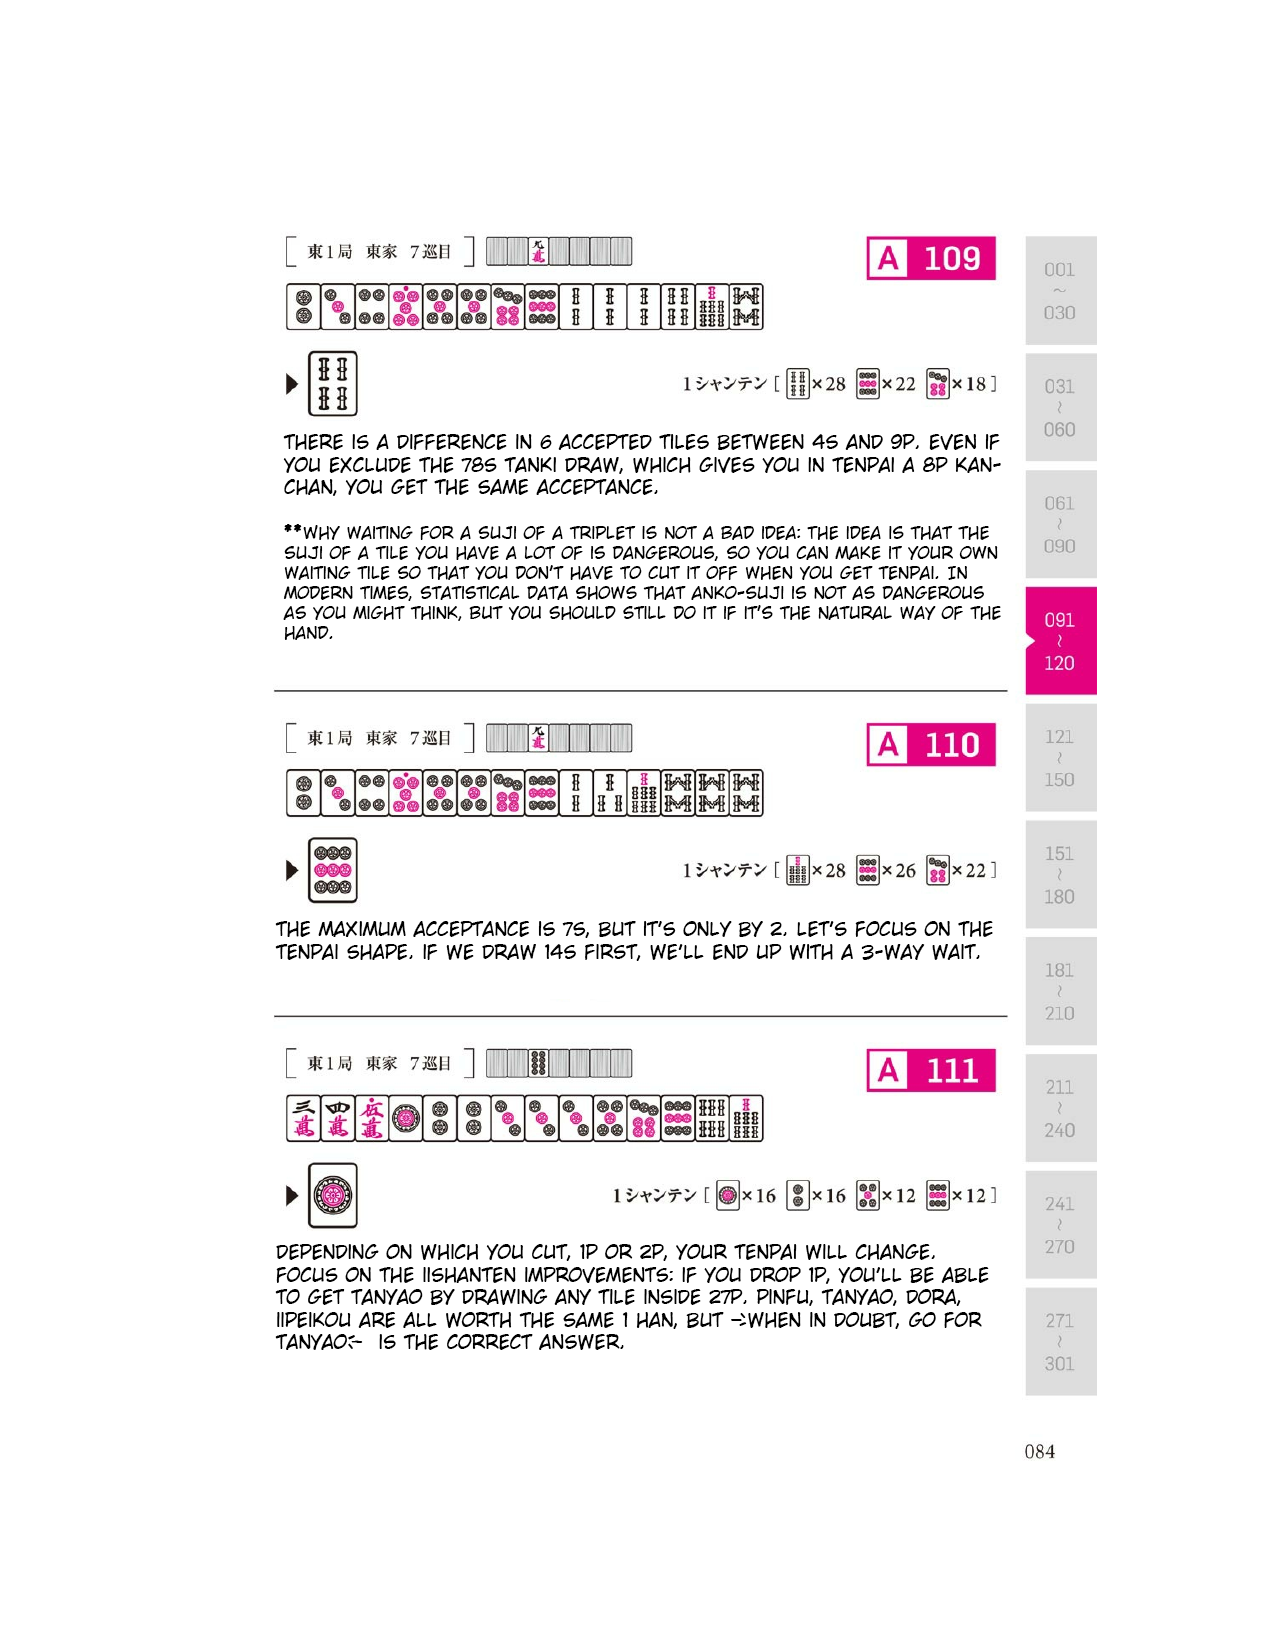 東1局 東家 7巡目
A 109
1シャンテン [ ×28 ×22 ×18 ]
THERE IS A DIFFERENCE IN 6 ACCEPTED TILES BETWEEN 4S AND 9P. EVEN IF
YOU EXCLUDE THE 78S TANKI DRAW, WHICH GIVES YOU IN TENPAI A 8P KAN-
CHAN, YOU GET THE SAME ACCEPTANCE.
**WHY WAITING FOR A SUJI OF A TRIPLET IS NOT A BAD IDEA: THE IDEA IS THAT THE
SUJI OF A TILE YOU HAVE A LOT OF IS DANGEROUS, SO YOU CAN MAKE IT YOUR OWN
WAITING TILE SO THAT YOU DON'T HAVE TO CUT IT OFF WHEN YOU GET TENPAI. IN
MODERN TIMES, STATISTICAL DATA SHOWS THAT ANKO-SUJI IS NOT AS DANGEROUS
AS YOU MIGHT THINK, BUT YOU SHOULD STILL DO IT IF IT'S THE NATURAL WAY OF THE
HAND.
東1局 東家 7巡目
A 110
1シャンテン [ ×28 ×26 ×22 ]
THE MAXIMUM ACCEPTANCE IS 7S, BUT IT'S ONLY BY 2. LET'S FOCUS ON THE
TENPAI SHAPE. IF WE DRAW 14S FIRST, WE'LL END UP WITH A 3-WAY WAIT.
東1局 東家 7巡目
A 111
三萬 四萬 伍萬
1シャンテン [ ×16 ×16 ×12 ×12 ]
DEPENDING ON WHICH YOU CUT, 1P OR 2P, YOUR TENPAI WILL CHANGE.
FOCUS ON THE IISHANTEN IMPROVEMENTS: IF YOU DROP 1P, YOU'LL BE ABLE
TO GET TANYAO BY DRAWING ANY TILE INSIDE 27P. PINFU, TANYAO, DORA,
IIPEIKOU ARE ALL WORTH THE SAME 1 HAN, BUT →WHEN IN DOUBT, GO FOR
TANYAO← IS THE CORRECT ANSWER.
001
~
030
031
~
060
061
~
090
091
~
120
121
~
150
151
~
180
181
~
210
211
~
240
241
~
270
271
~
301
084